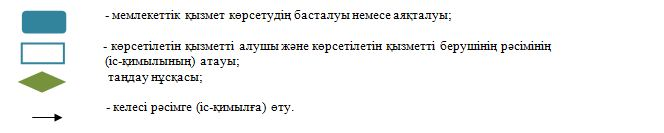 - мемлекеттік қызмет көрсетудің басталуы немесе аяқталуы;
- көрсетілетін қызметті алушы және көрсетілетін қызметті берушінің рәсімінің
(іс-қимылының) атауы;
таңдау нұсқасы;
- келесі рәсімге (іс-қимылға) өту.